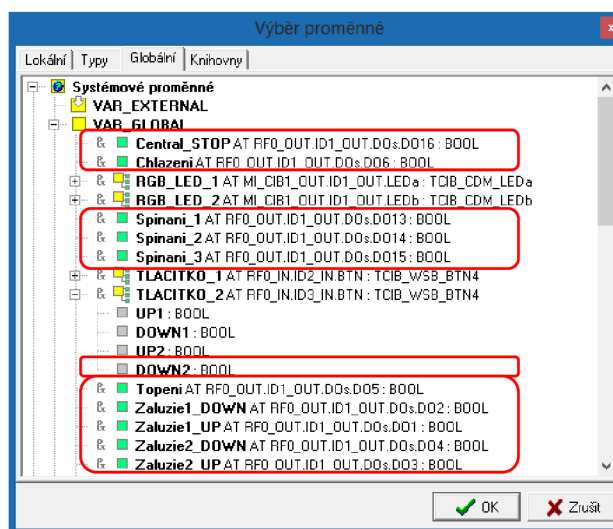 Výběr proměnné
x
Lokální Typy Globální Knihovny
Systémové proměnné
VAR_EXTERNAL
VAR_GLOBAL
& Central_STOP AT RF0_OUT.ID1_OUT.DOs.DO16 : BOOL
& Chlazeni AT RF0_OUT.ID1_OUT.DOs.DO6 : BOOL
& RGB_LED_1 AT MI_CIB1_OUT.ID1_OUT.LEDa : TCIB_CDM_LEDa
& RGB_LED_2 AT MI_CIB1_OUT.ID1_OUT.LEDb : TCIB_CDM_LEDb
& Spinani_1 AT RF0_OUT.ID1_OUT.DOs.DO13 : BOOL
& Spinani_2 AT RF0_OUT.ID1_OUT.DOs.DO14 : BOOL
& Spinani_3 AT RF0_OUT.ID1_OUT.DOs.DO15 : BOOL
& TLACITKO_1 AT RF0_IN.ID2_IN.BTN : TCIB_WSB_BTN4
& TLACITKO_2 AT RF0_IN.ID3_IN.BTN : TCIB_WSB_BTN4
UP1 : BOOL
DOWN1 : BOOL
UP2 : BOOL
DOWN2 : BOOL
& Topeni AT RF0_OUT.ID1_OUT.DOs.DO5 : BOOL
& Zaluzie1_DOWN AT RF0_OUT.ID1_OUT.DOs.DO2 : BOOL
& Zaluzie1_UP AT RF0_OUT.ID1_OUT.DOs.DO1 : BOOL
& Zaluzie2_DOWN AT RF0_OUT.ID1_OUT.DOs.DO4 : BOOL
& Zaluzie2_UP AT RF0_OUT.ID1_OUT.DOs.DO3 : BOOL
OK Zrušit